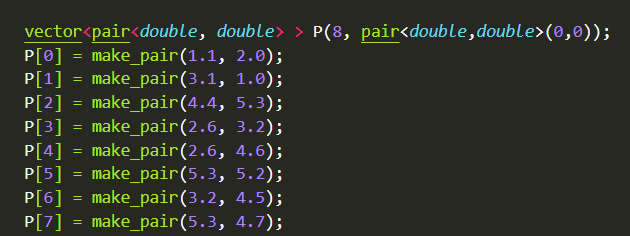 vector<pair<double, double> > P(8, pair<double,double>(0,0));
P[0] = make_pair(1.1, 2.0);
P[1] = make_pair(3.1, 1.0);
P[2] = make_pair(4.4, 5.3);
P[3] = make_pair(2.6, 3.2);
P[4] = make_pair(2.6, 4.6);
P[5] = make_pair(5.3, 5.2);
P[6] = make_pair(3.2, 4.5);
P[7] = make_pair(5.3, 4.7);